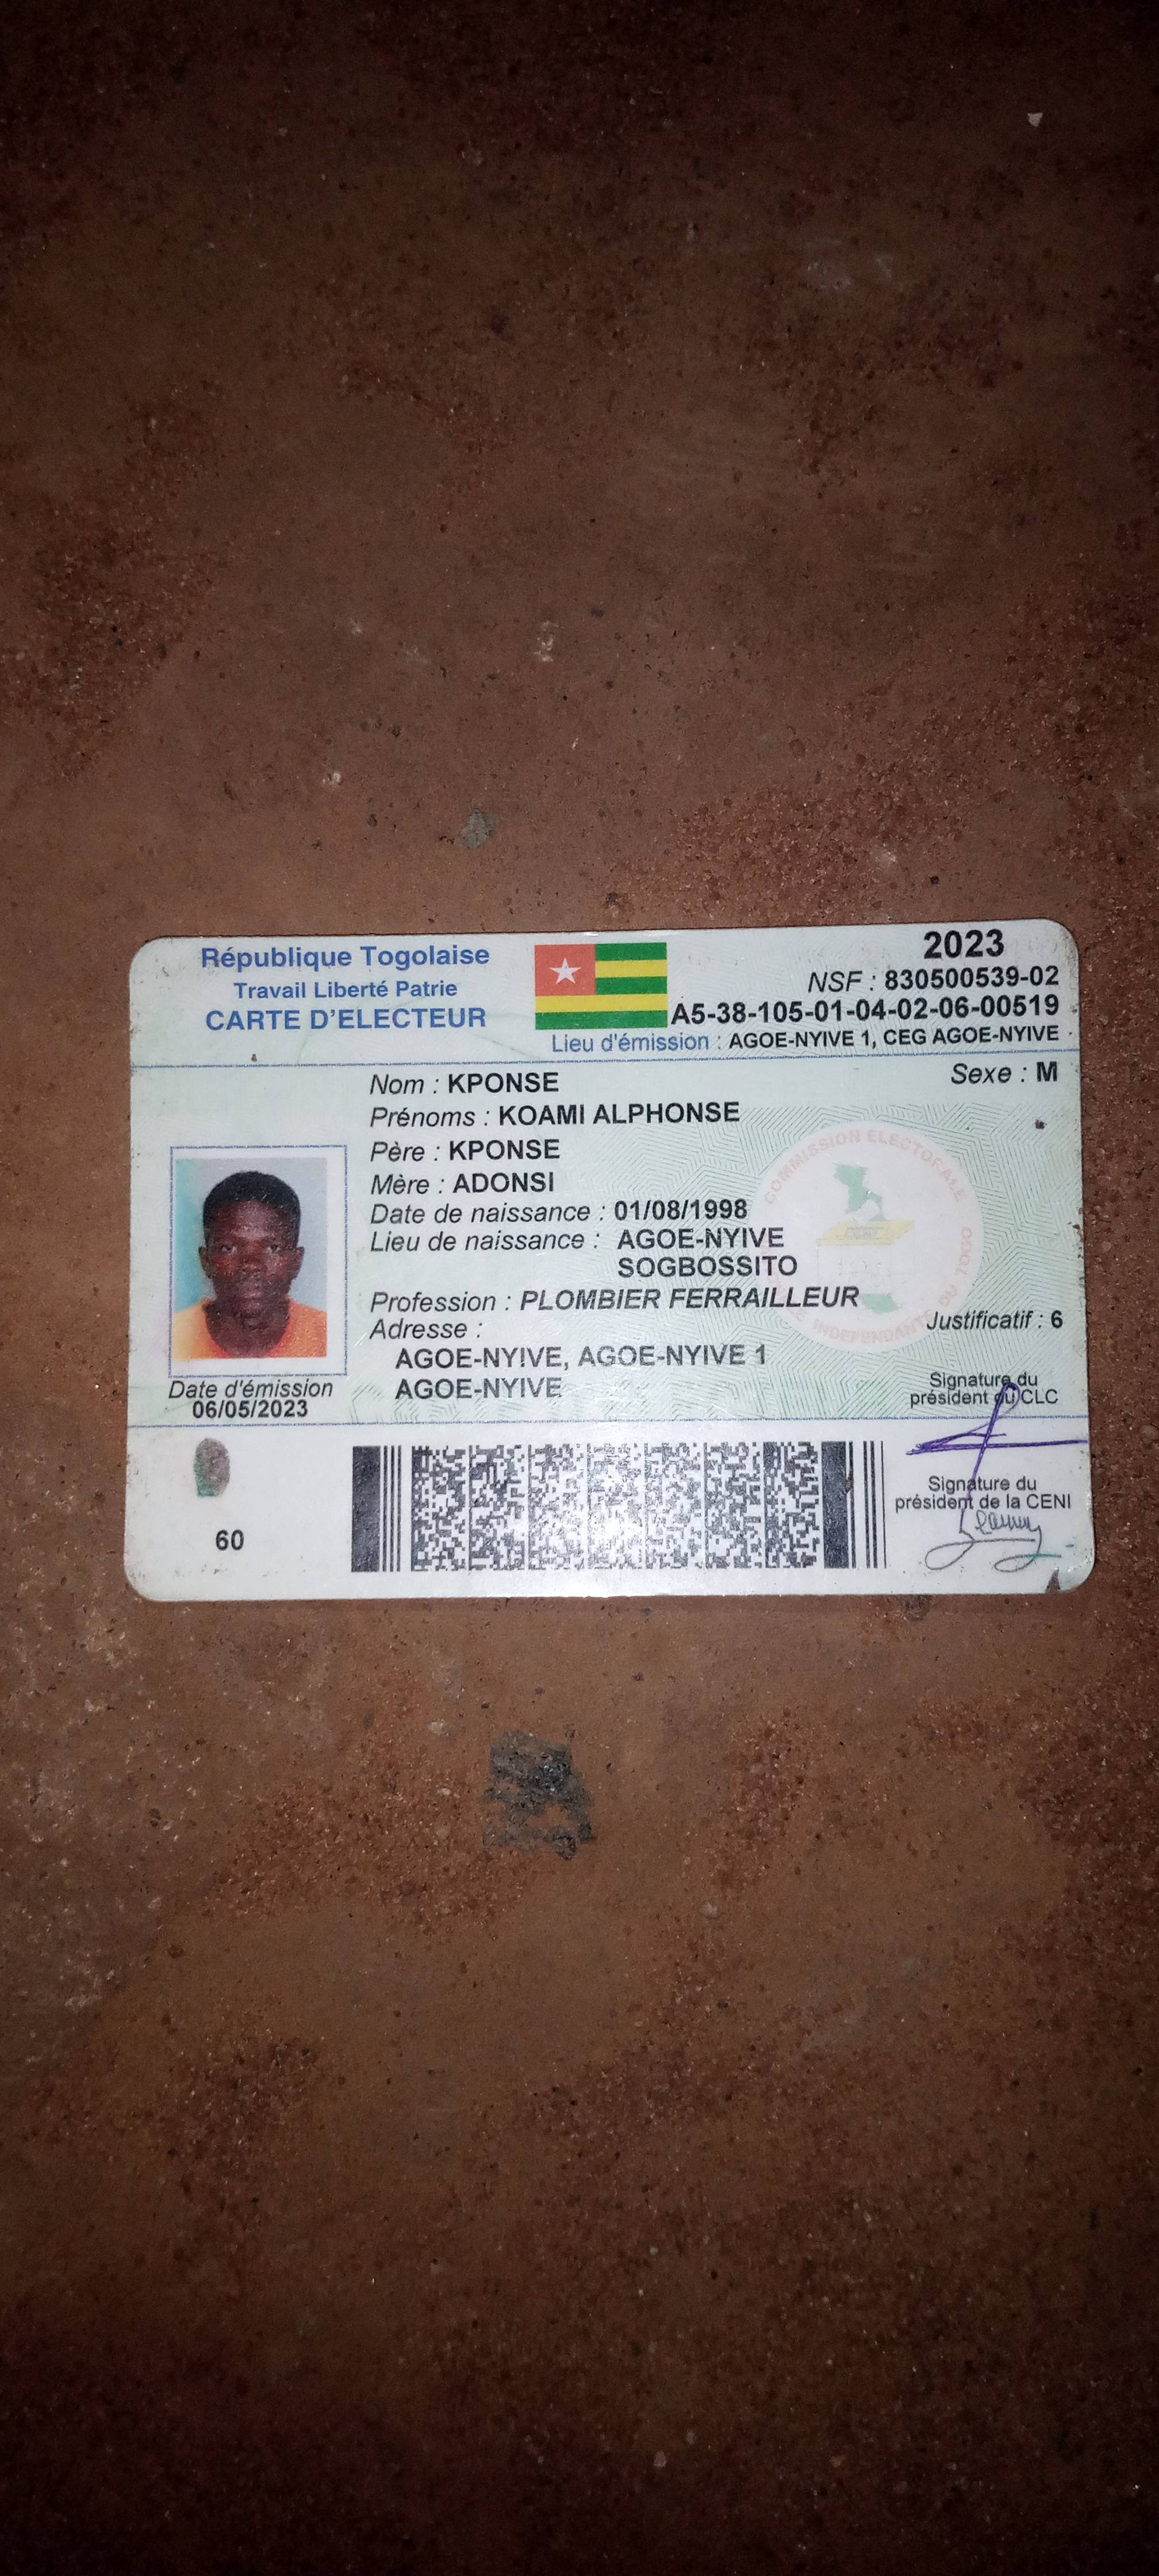 République Togolaise
Travail Liberté Patrie
CARTE D'ELECTEUR
2023
NSF : 830500539-02
A5-38-105-01-04-02-06-00519
Lieu d'émission : AGOE-NYIVE 1, CEG AGOE-NYIVE
Nom : KPONSE
Sexe : M
Prénoms : KOAMI ALPHONSE
Père : KPONSE
Mère : ADONSI
Date de naissance : 01/08/1998
Lieu de naissance : AGOE-NYIVE
SOGBOSSITO
Profession : PLOMBIER FERRAILLEUR
Justificatif : 6
Adresse :
AGOE-NYIVE, AGOE-NYIVE 1
AGOE-NYIVE
COMMISSION ELECTORALE
INDEPENDANTE
CENI
Date d'émission
06/05/2023
Signature du
président du CLC
Signature du
président de la CENI
60